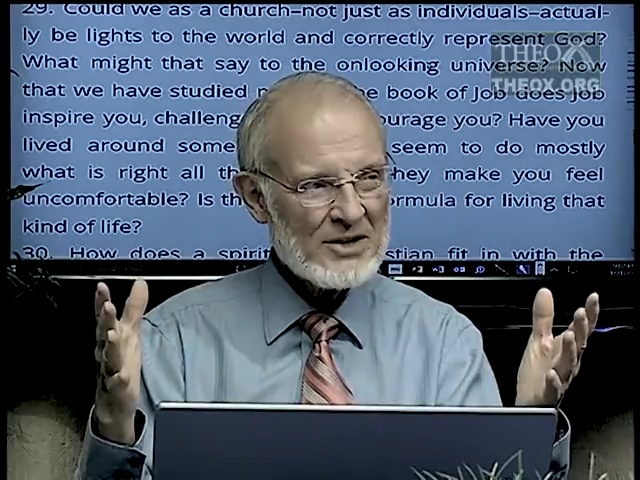 29. Could we as a church–not just as individuals–actual-
ly be lights to the world and correctly represent God?
What might that say to the onlooking universe? Now
that we have studied he book of Job does Job
inspire you, challeng urage you? Have you
lived around some seem to do mostly
what is right all th hey make you feel
uncomfortable? Is th ormula for living that
kind of life?
30. How does a spirit stian fit in with the
THEOX
THEOX.ORG